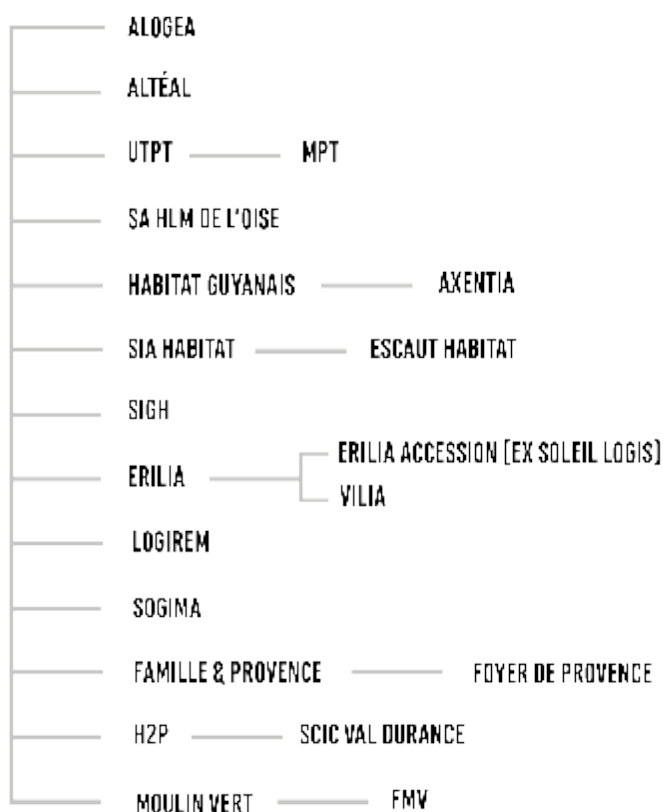 ALOGEA
ALTÉAL
UTPT MPT
SA HLM DE L'OISE
HABITAT GUYANAIS AXENTIA
SIA HABITAT ESCAUT HABITAT
SIGH
ERILIA ACCESSION [EX SOLEIL LOGIS]
ERILIA
VILIA
LOGIREM
SOGIMA
FAMILLE & PROVENCE FOYER DE PROVENCE
H2P SCIC VAL DURANCE
MOULIN VERT FMV